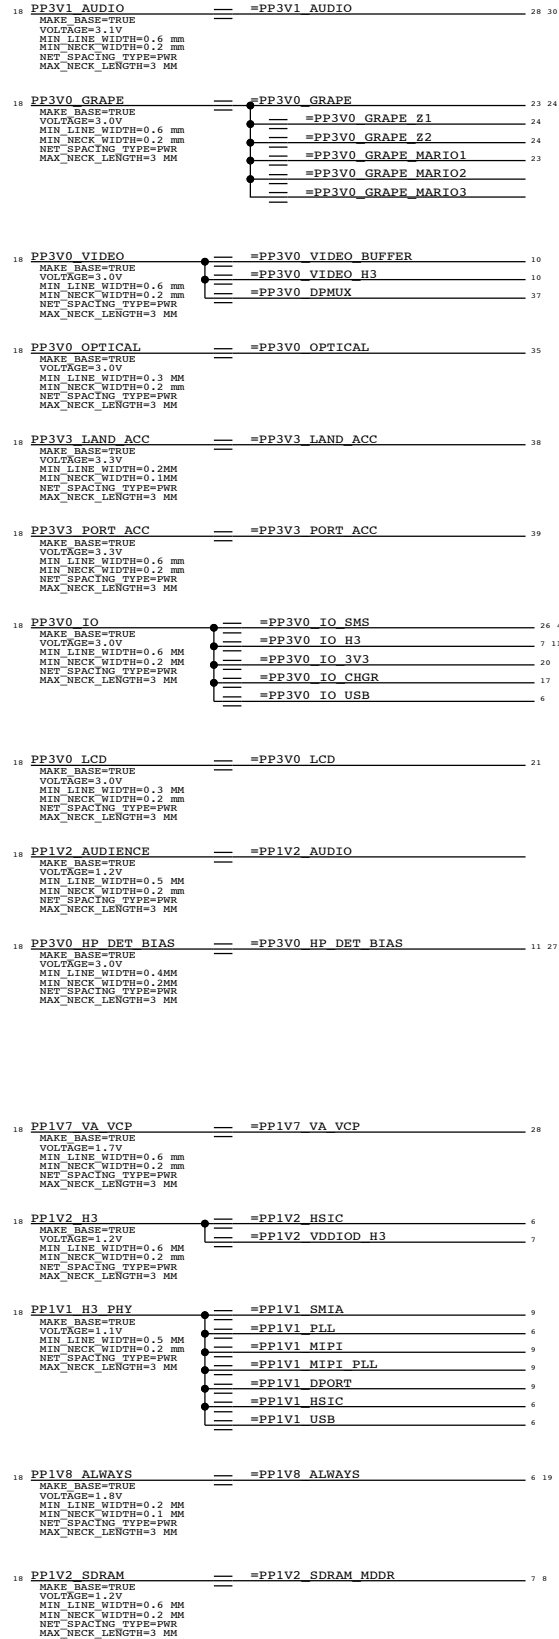 18 PP3V1_AUDIO =PP3V1_AUDIO 28 30
MAKE_BASE=TRUE
VOLTAGE=3.1V
MIN_LINE_WIDTH=0.6 mm
MIN_NECK_WIDTH=0.2 mm
NET_SPACING_TYPE=PWR
MAX_NECK_LENGTH=3 MM
18 PP3V0_GRAPE =PP3V0_GRAPE 23 24
MAKE_BASE=TRUE
VOLTAGE=3.0V
MIN_LINE_WIDTH=0.6 mm
MIN_NECK_WIDTH=0.2 mm
NET_SPACING_TYPE=PWR
MAX_NECK_LENGTH=3 MM
=PP3V0_GRAPE_Z1 24
=PP3V0_GRAPE_Z2 24
=PP3V0_GRAPE_MARIO1 23
=PP3V0_GRAPE_MARIO2
=PP3V0_GRAPE_MARIO3
18 PP3V0_VIDEO =PP3V0_VIDEO_BUFFER 10
MAKE_BASE=TRUE
VOLTAGE=3.0V
MIN_LINE_WIDTH=0.6 mm
MIN_NECK_WIDTH=0.2 mm
NET_SPACING_TYPE=PWR
MAX_NECK_LENGTH=3 MM
=PP3V0_VIDEO_H3 10
=PP3V0_DPMUX 37
18 PP3V0_OPTICAL =PP3V0_OPTICAL 35
MAKE_BASE=TRUE
VOLTAGE=3.0V
MIN_LINE_WIDTH=0.3 MM
MIN_NECK_WIDTH=0.2 mm
NET_SPACING_TYPE=PWR
MAX_NECK_LENGTH=3 MM
18 PP3V3_LAND_ACC =PP3V3_LAND_ACC 38
MAKE_BASE=TRUE
VOLTAGE=3.3V
MIN_LINE_WIDTH=0.2MM
MIN_NECK_WIDTH=0.1MM
NET_SPACING_TYPE=PWR
MAX_NECK_LENGTH=3 MM
18 PP3V3_PORT_ACC =PP3V3_PORT_ACC 39
MAKE_BASE=TRUE
VOLTAGE=3.3V
MIN_LINE_WIDTH=0.6 mm
MIN_NECK_WIDTH=0.2 mm
NET_SPACING_TYPE=PWR
MAX_NECK_LENGTH=3 MM
18 PP3V0_IO =PP3V0_IO_SMS 26
MAKE_BASE=TRUE
VOLTAGE=3.0V
MIN_LINE_WIDTH=0.6 MM
MIN_NECK_WIDTH=0.2 MM
NET_SPACING_TYPE=PWR
MAX_NECK_LENGTH=3 MM
=PP3V0_IO_H3 7 11
=PP3V0_IO_3V3 20
=PP3V0_IO_CHGR 17
=PP3V0_IO_USB 6
18 PP3V0_LCD =PP3V0_LCD 21
MAKE_BASE=TRUE
VOLTAGE=3.0V
MIN_LINE_WIDTH=0.3 MM
MIN_NECK_WIDTH=0.2 mm
NET_SPACING_TYPE=PWR
MAX_NECK_LENGTH=3 MM
18 PP1V2_AUDIENCE =PP1V2_AUDIO
MAKE_BASE=TRUE
VOLTAGE=1.2V
MIN_LINE_WIDTH=0.5 MM
MIN_NECK_WIDTH=0.2 mm
NET_SPACING_TYPE=PWR
MAX_NECK_LENGTH=3 MM
18 PP3V0_HP_DET_BIAS =PP3V0_HP_DET_BIAS 11 27
MAKE_BASE=TRUE
VOLTAGE=3.0V
MIN_LINE_WIDTH=0.4MM
MIN_NECK_WIDTH=0.2MM
NET_SPACING_TYPE=PWR
MAX_NECK_LENGTH=3 MM
18 PP1V7_VA_VCP =PP1V7_VA_VCP 28
MAKE_BASE=TRUE
VOLTAGE=1.7V
MIN_LINE_WIDTH=0.6 mm
MIN_NECK_WIDTH=0.2 mm
NET_SPACING_TYPE=PWR
MAX_NECK_LENGTH=3 MM
18 PP1V2_H3 =PP1V2_HSIC 6
MAKE_BASE=TRUE
VOLTAGE=1.2V
MIN_LINE_WIDTH=0.6 MM
MIN_NECK_WIDTH=0.2 mm
NET_SPACING_TYPE=PWR
MAX_NECK_LENGTH=3 MM
=PP1V2_VDDIOD_H3 7
18 PP1V1_H3_PHY =PP1V1_SMIA 9
MAKE_BASE=TRUE
VOLTAGE=1.1V
MIN_LINE_WIDTH=0.5 MM
MIN_NECK_WIDTH=0.2 mm
NET_SPACING_TYPE=PWR
MAX_NECK_LENGTH=3 MM
=PP1V1_PLL 6
=PP1V1_MIPI 9
=PP1V1_MIPI_PLL 9
=PP1V1_DPORT 9
=PP1V1_HSIC 6
=PP1V1_USB 6
18 PP1V8_ALWAYS =PP1V8_ALWAYS 6 19
MAKE_BASE=TRUE
VOLTAGE=1.8V
MIN_LINE_WIDTH=0.2 MM
MIN_NECK_WIDTH=0.1 MM
NET_SPACING_TYPE=PWR
MAX_NECK_LENGTH=3 MM
18 PP1V2_SDRAM =PP1V2_SDRAM_MDDR 7 8
MAKE_BASE=TRUE
VOLTAGE=1.2V
MIN_LINE_WIDTH=0.6 MM
MIN_NECK_WIDTH=0.2 MM
NET_SPACING_TYPE=PWR
MAX_NECK_LENGTH=3 MM